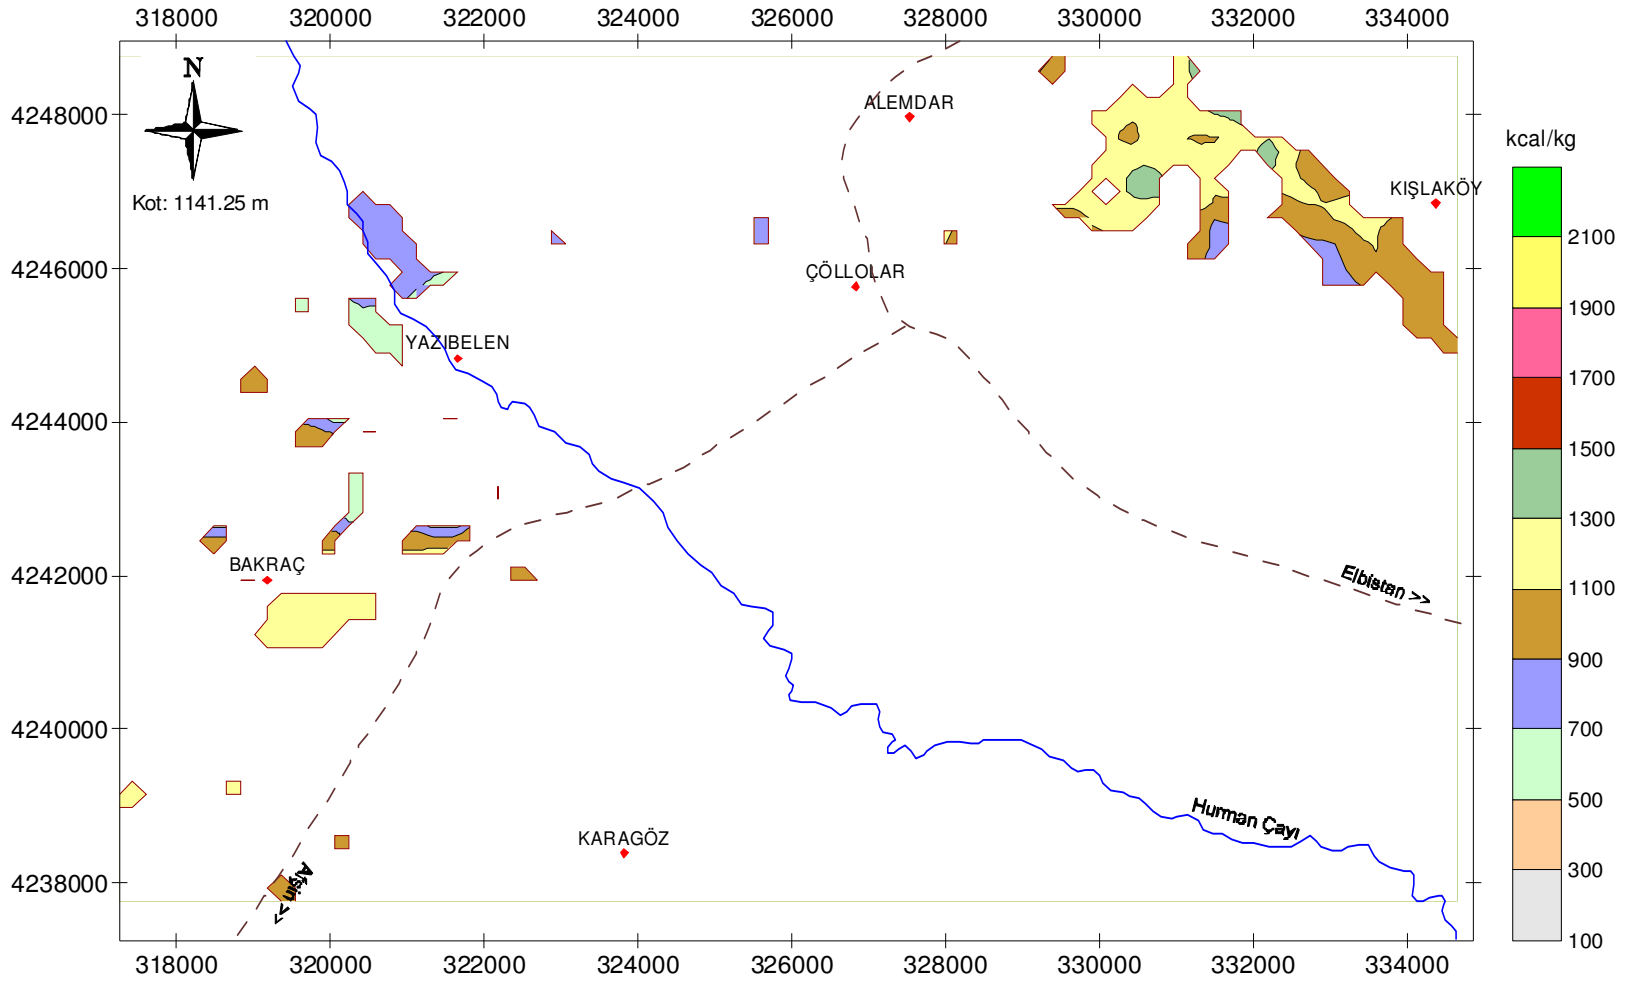 318000 320000 322000 324000 326000 328000 330000 332000 334000
N
Kot: 1141.25 m
4248000
4246000
4244000
4242000
4240000
4238000
ALEMDAR
KIŞLAKÖY
ÇÖLLOLAR
YAZIBELEN
BAKRAÇ
Elbistan >>
Hurman Çayı
KARAGÖZ
Afşin >>
318000 320000 322000 324000 326000 328000 330000 332000 334000
kcal/kg
2100
1900
1700
1500
1300
1100
900
700
500
300
100